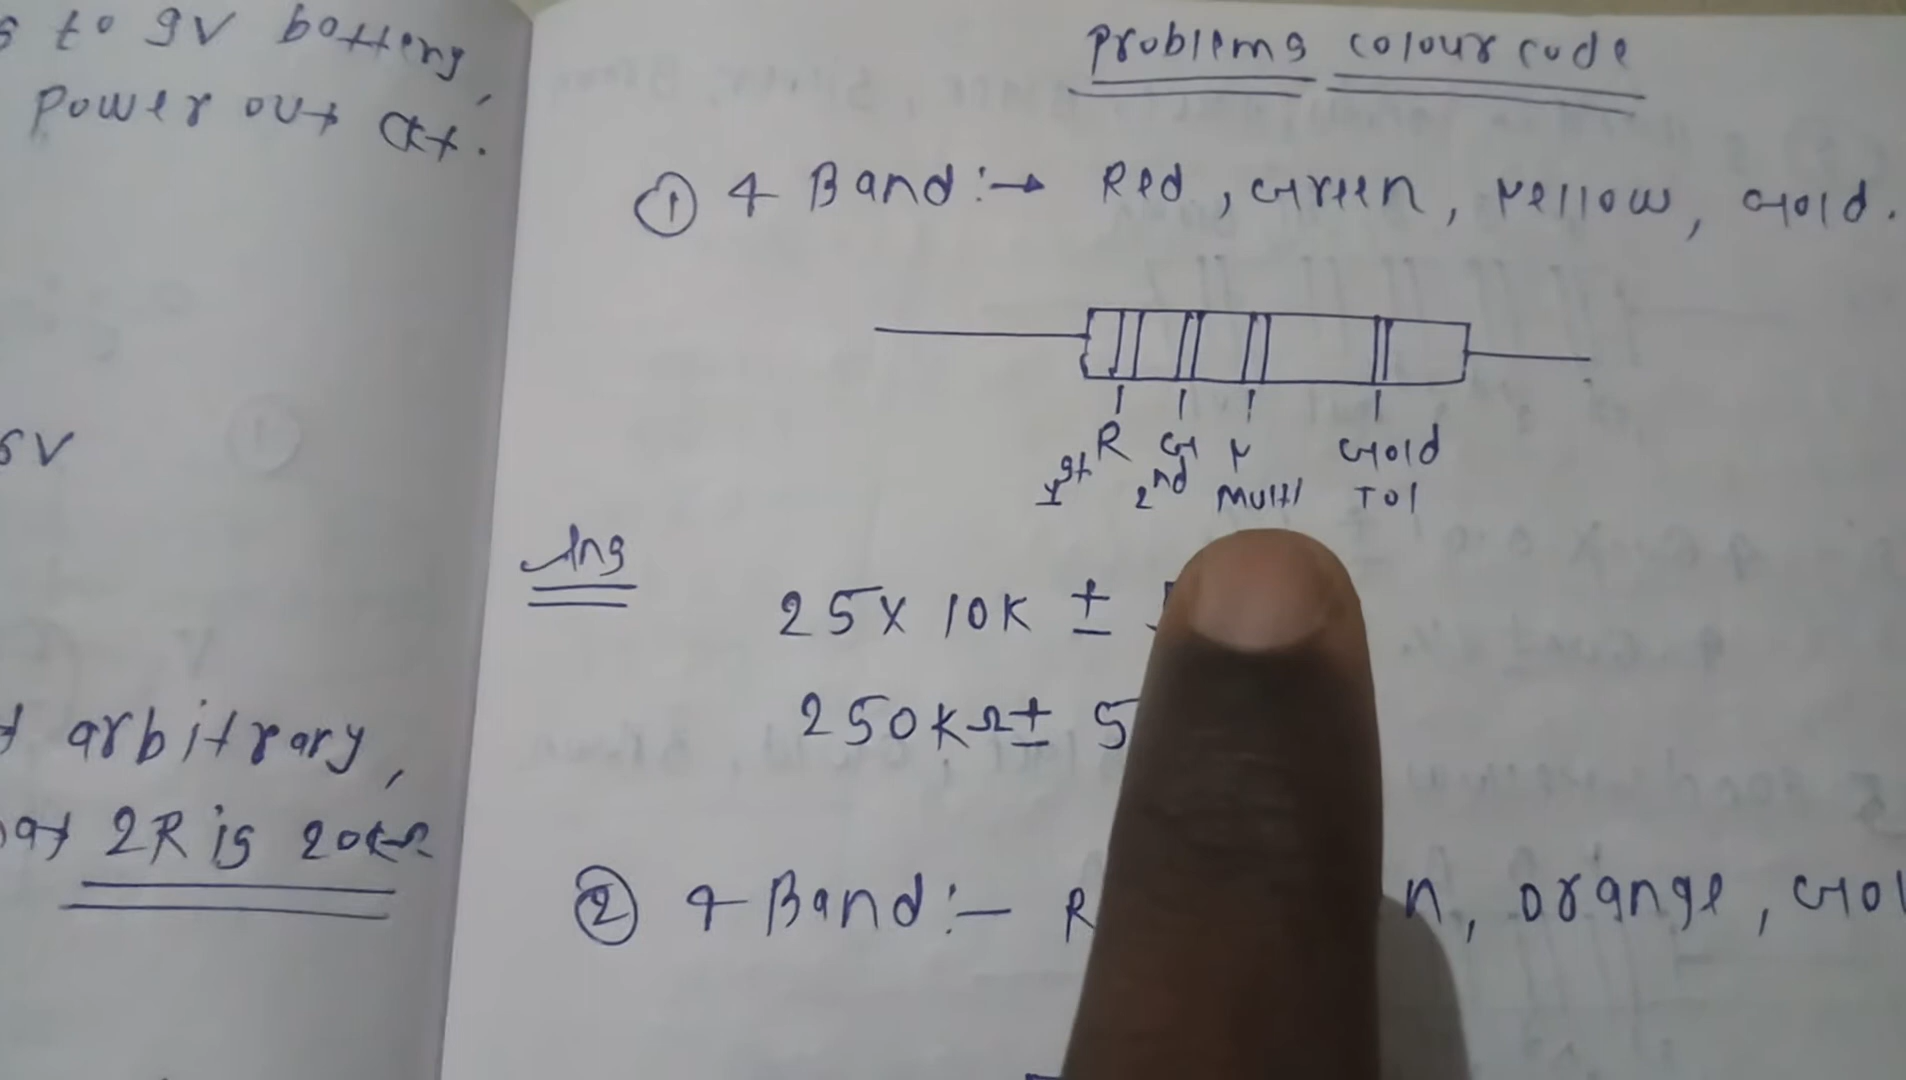 to 9V battery,
Power out Ckt.
5V
arbitrary,
2R is 20KΩ
Problems colour code
① 4 Band :→ Red, Green, Yellow, Gold.
R G Y Gold
1st 2nd Multi Tol
Ans
25 X 10K ±
250KΩ ± 5
② 4 Band :- R n, orange, Gol